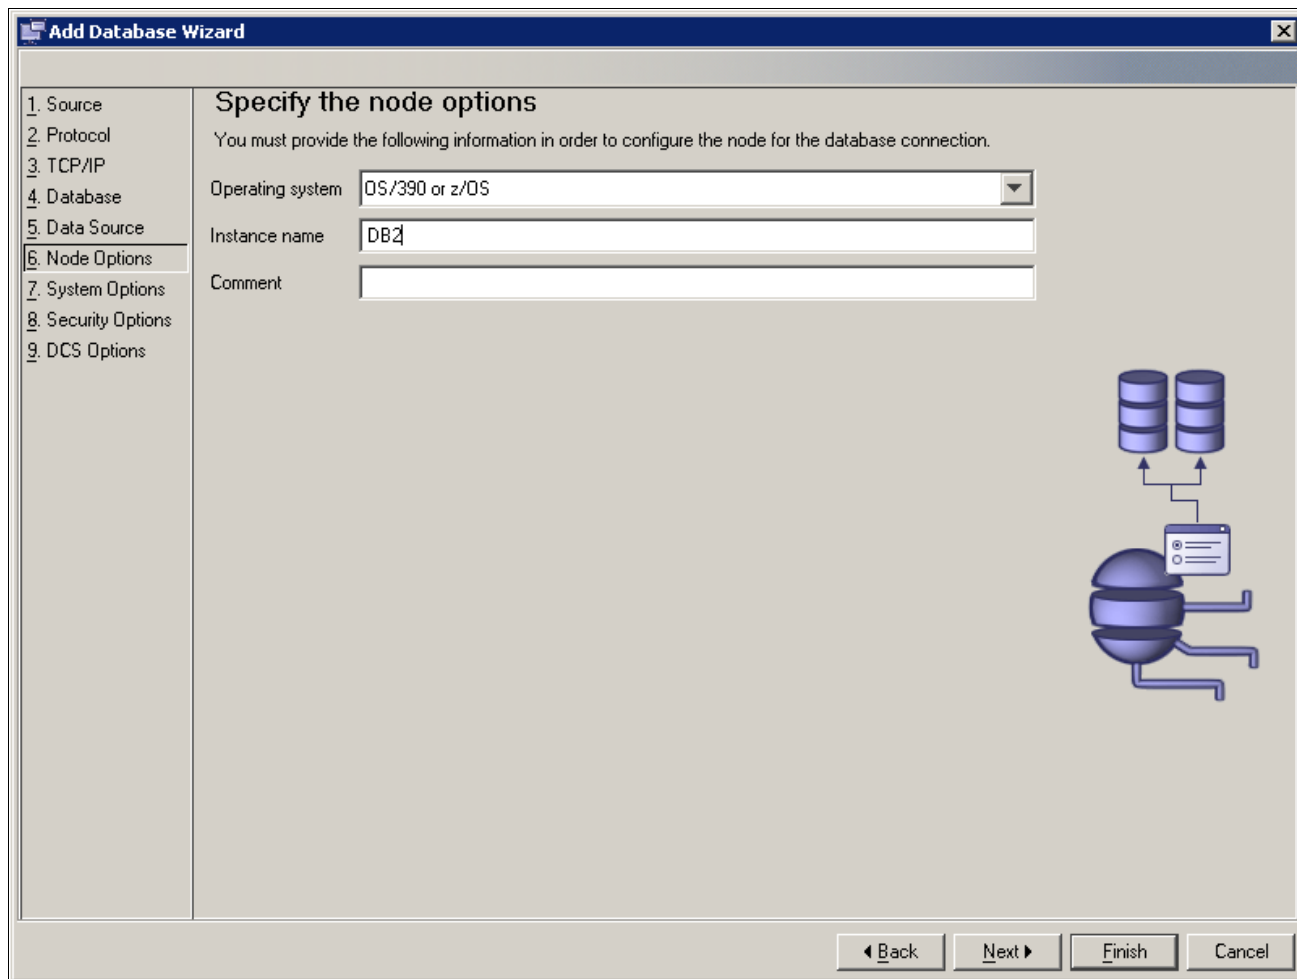 Add Database Wizard
1. Source
2. Protocol
3. TCP/IP
4. Database
5. Data Source
6. Node Options
7. System Options
8. Security Options
9. DCS Options
Specify the node options
You must provide the following information in order to configure the node for the database connection.
Operating system OS/390 or z/OS
Instance name DB2
Comment
Back Next Finish Cancel